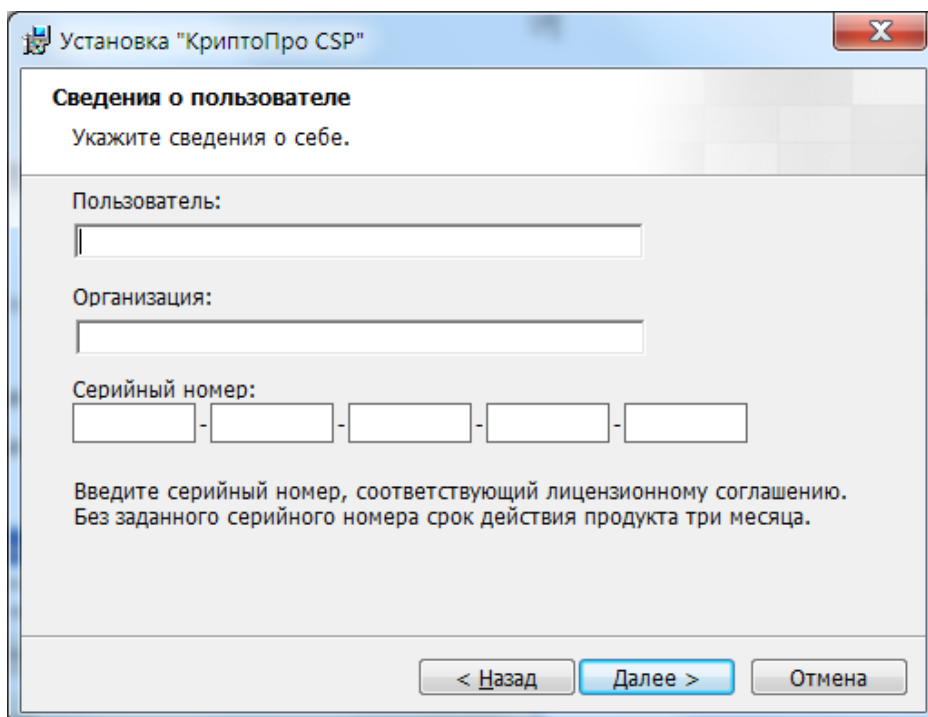 Установка "КриптоПро CSP"
Сведения о пользователе
Укажите сведения о себе.
Пользователь:
Организация:
Серийный номер:
- - - -
Введите серийный номер, соответствующий лицензионному соглашению.
Без заданного серийного номера срок действия продукта три месяца.
< Назад Далее > Отмена